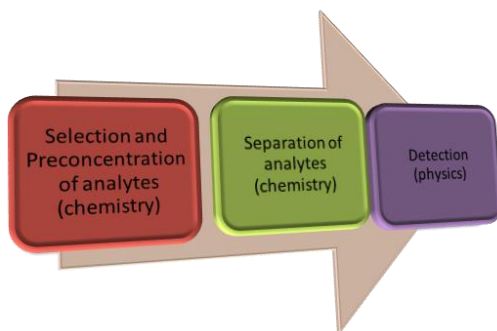 Selection and
Preconcentration
of analytes
(chemistry)
Separation of
analytes
(chemistry)
Detection
(physics)